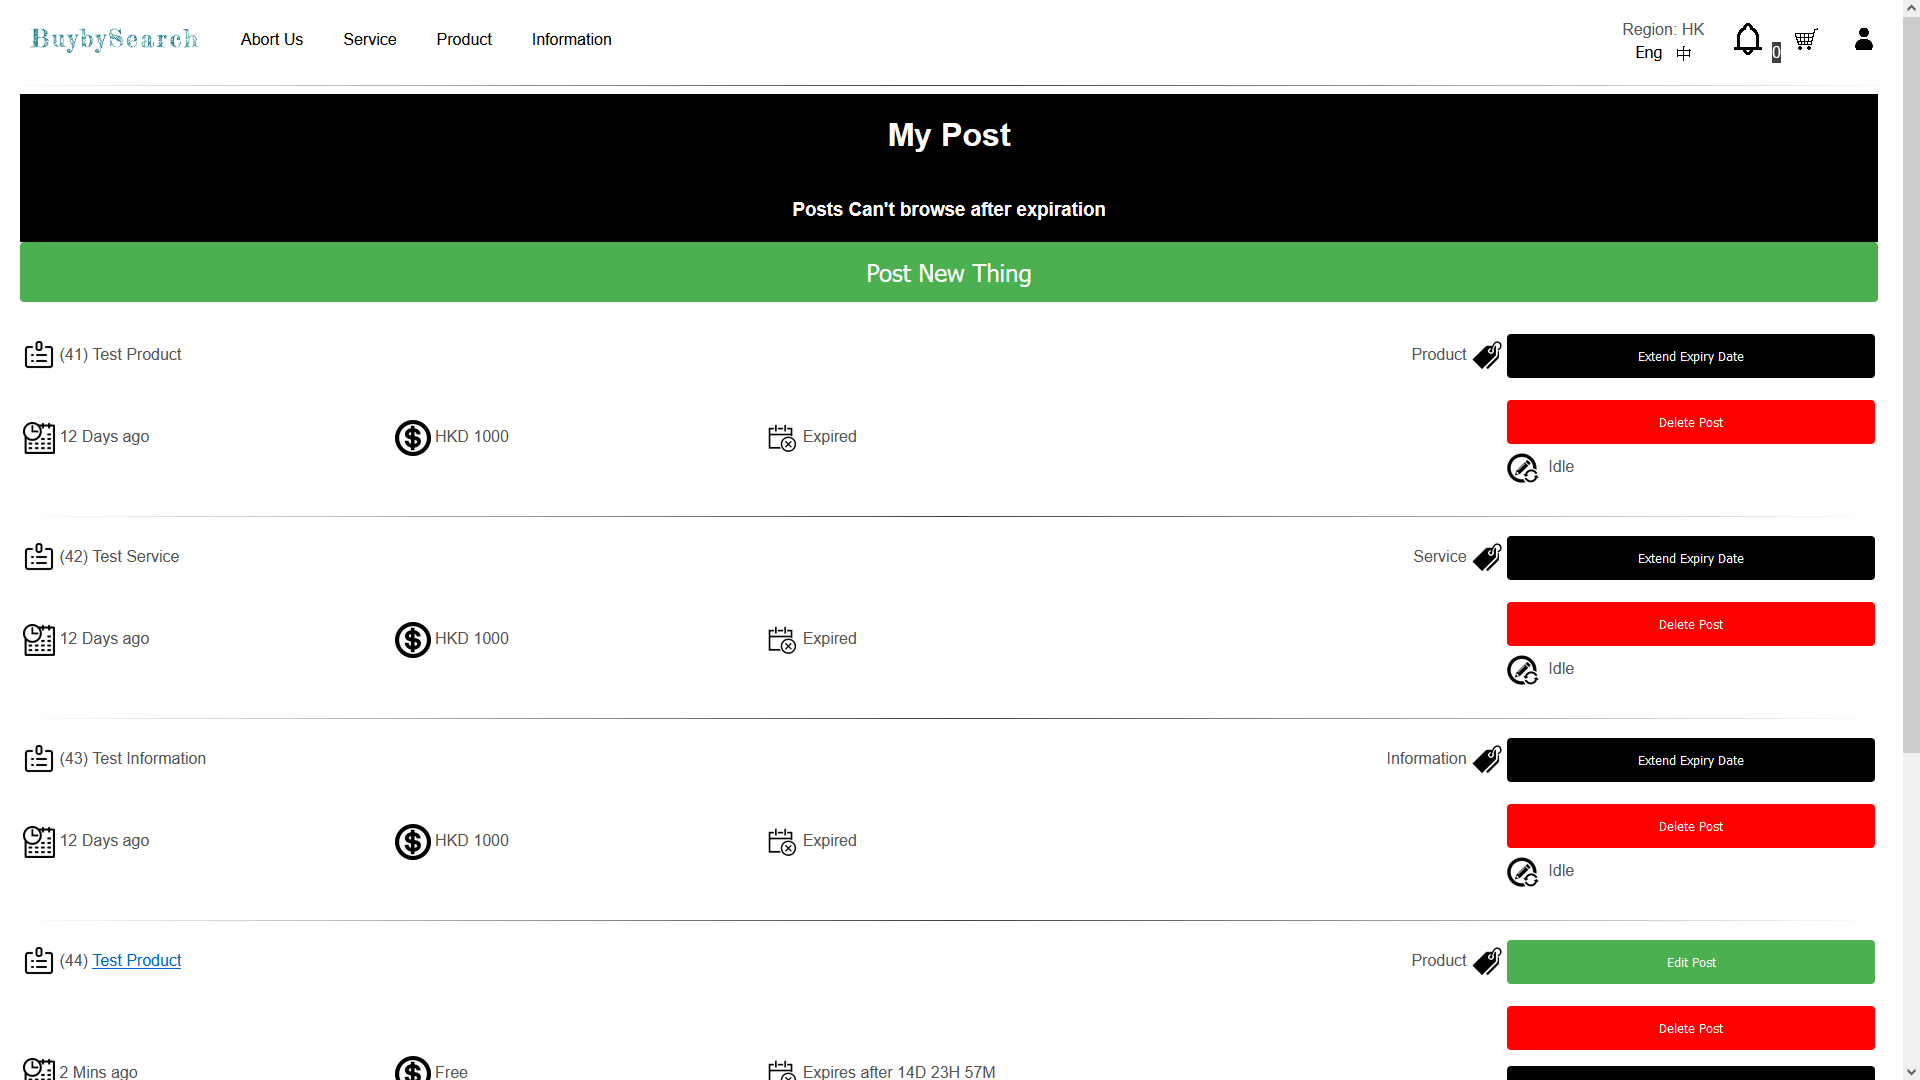 BuybySearch
Abort Us
Service
Product
Information
Region: HK
Eng 中
0
My Post
Posts Can't browse after expiration
Post New Thing
(41) Test Product
Product
Extend Expiry Date
12 Days ago
HKD 1000
Expired
Delete Post
Idle
(42) Test Service
Service
Extend Expiry Date
12 Days ago
HKD 1000
Expired
Delete Post
Idle
(43) Test Information
Information
Extend Expiry Date
12 Days ago
HKD 1000
Expired
Delete Post
Idle
(44) Test Product
Product
Edit Post
Delete Post
2 Mins ago
Free
Expires after 14D 23H 57M